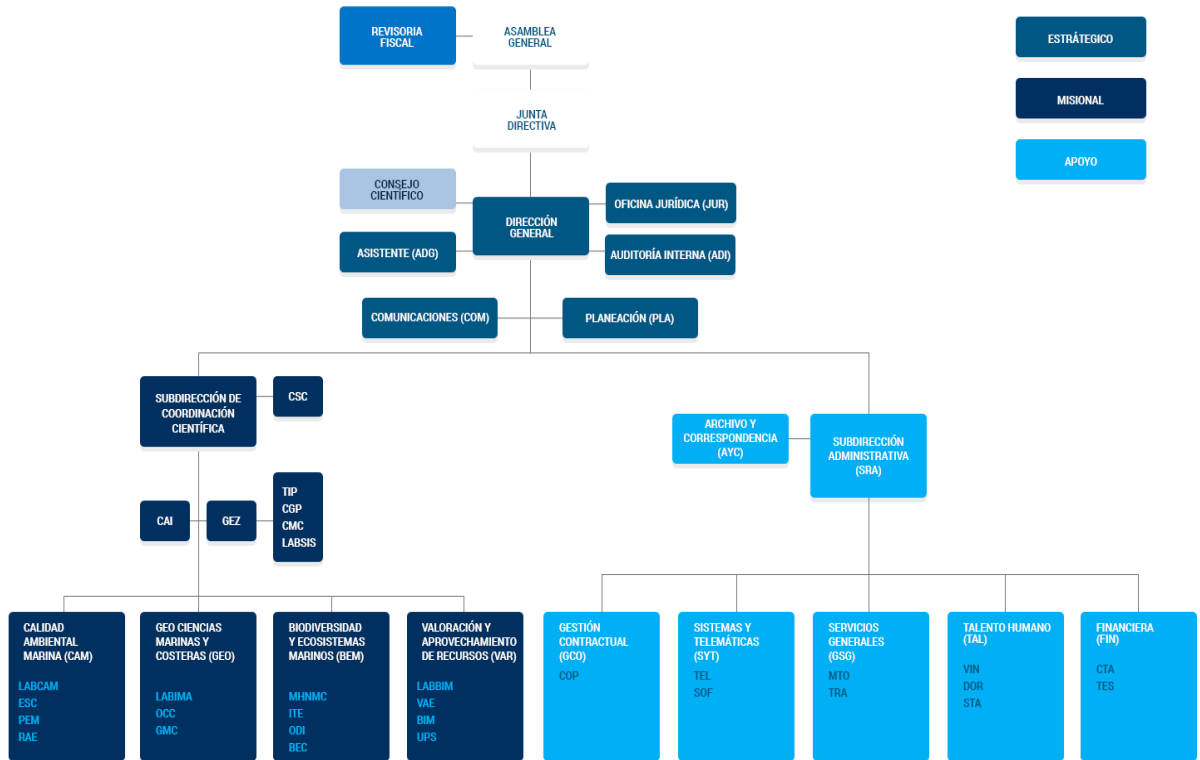 REVISORIA
FISCAL
ASAMBLEA
GENERAL
ESTRÁTEGICO
MISIONAL
APOYO
JUNTA
DIRECTIVA
CONSEJO
CIENTÍFICO
DIRECCIÓN
GENERAL
OFICINA JURÍDICA (JUR)
ASISTENTE (ADG)
AUDITORÍA INTERNA (ADI)
COMUNICACIONES (COM)
PLANEACIÓN (PLA)
SUBDIRECCIÓN DE
COORDINACIÓN
CIENTÍFICA
CSC
ARCHIVO Y
CORRESPONDENCIA
(AYC)
SUBDIRECCIÓN
ADMINISTRATIVA
(SRA)
CAI
GEZ
TIP
CGP
CMC
LABSIS
CALIDAD
AMBIENTAL
MARINA (CAM)
LABCAM
ESC
PEM
RAE
GEO CIENCIAS
MARINAS Y
COSTERAS (GEO)
LABIMA
OCC
GMC
BIODIVERSIDAD
Y ECOSISTEMAS
MARINOS (BEM)
MHNMC
ITE
ODI
BEC
VALORACIÓN Y
APROVECHAMIENTO
DE RECURSOS (VAR)
LABBIM
VAE
BIM
UPS
GESTIÓN
CONTRACTUAL
(GCO)
COP
SISTEMAS Y
TELEMÁTICAS
(SYT)
TEL
SOF
SERVICIOS
GENERALES
(GSG)
MTO
TRA
TALENTO HUMANO
(TAL)
VIN
DOR
STA
FINANCIERA
(FIN)
CTA
TES